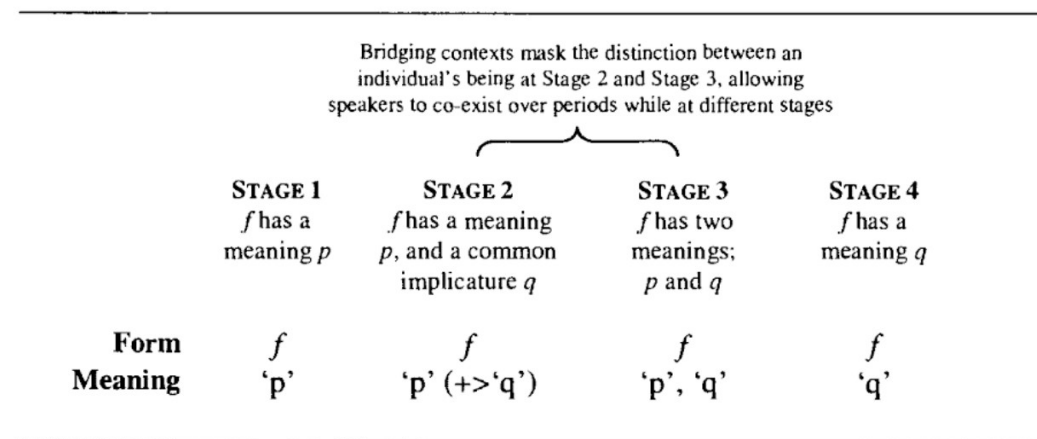 Bridging contexts mask the distinction between an
individual's being at Stage 2 and Stage 3, allowing
speakers to co-exist over periods while at different stages
STAGE 1 STAGE 2 STAGE 3 STAGE 4
f has a f has a meaning f has two f has a
meaning p p, and a common meanings; meaning q
implicature q p and q
Form f f f f
Meaning ‘p’ ‘p’ (+>‘q’) ‘p’, ‘q’ ‘q’